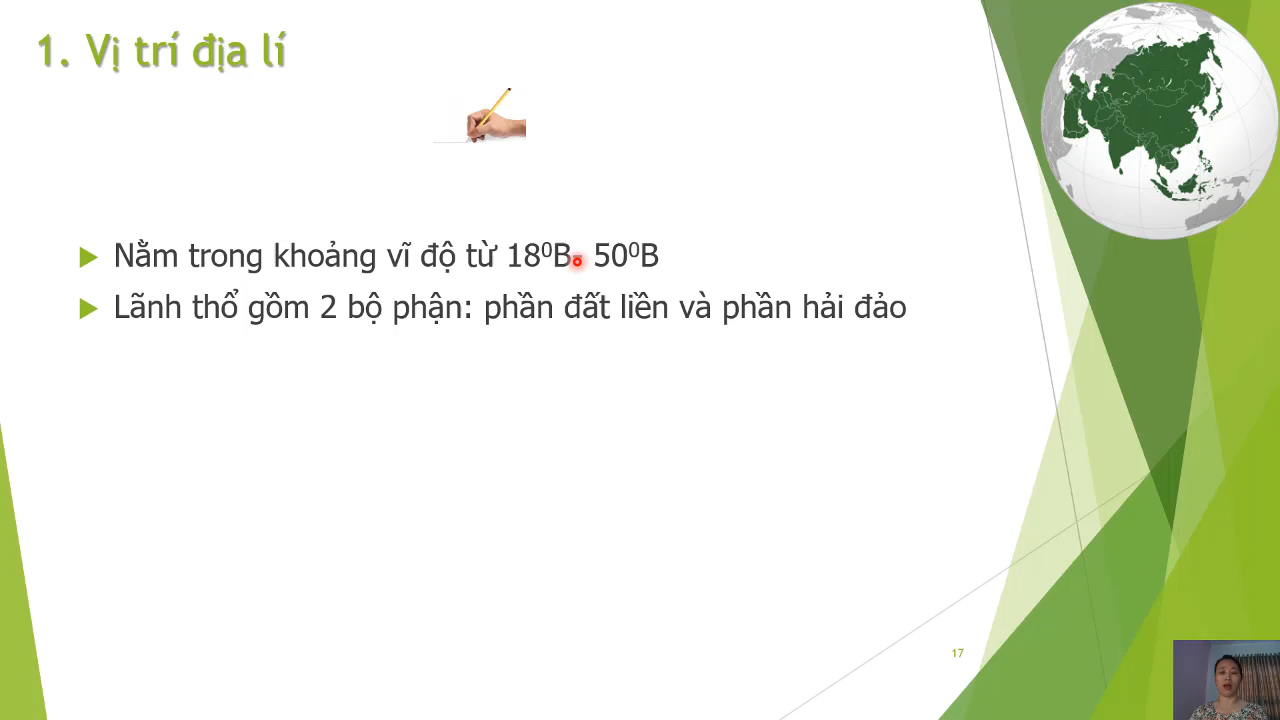 1. Vị trí địa lí
Nằm trong khoảng vĩ độ từ 18⁰B- 50⁰B
Lãnh thổ gồm 2 bộ phận: phần đất liền và phần hải đảo
17